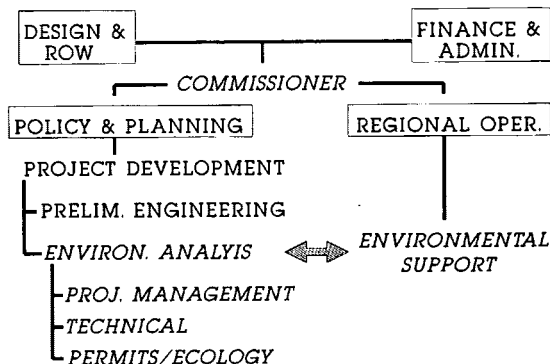 DESIGN &
ROW
FINANCE &
ADMIN.
COMMISSIONER
POLICY & PLANNING
REGIONAL OPER.
PROJECT DEVELOPMENT
PRELIM. ENGINEERING
ENVIRON. ANALYIS
ENVIRONMENTAL
SUPPORT
PROJ. MANAGEMENT
TECHNICAL
PERMITS/ECOLOGY